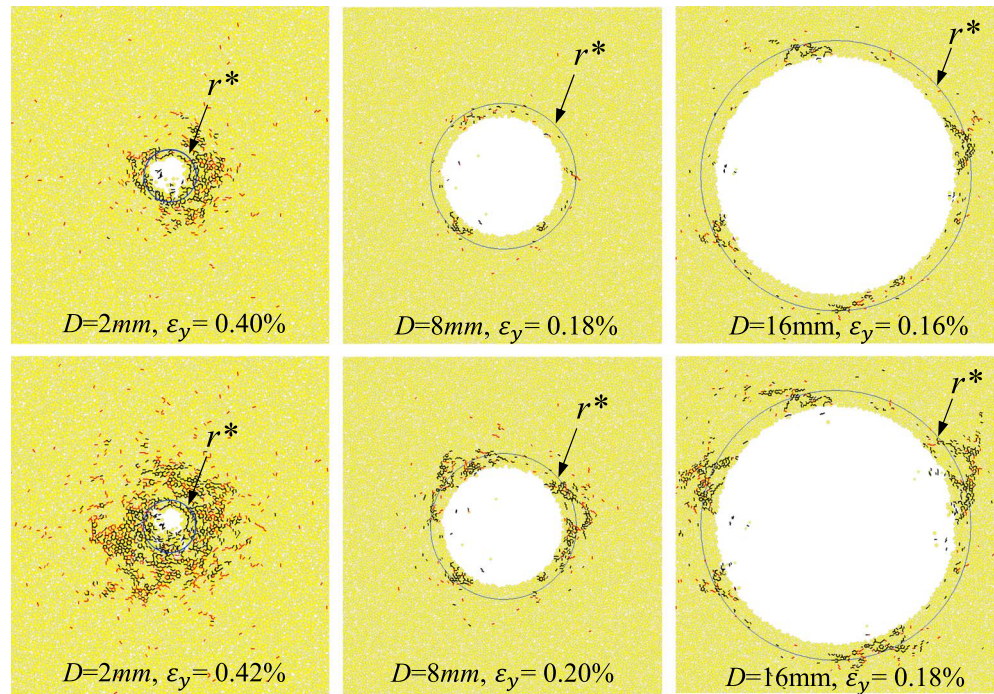 r*
r*
r*
D=2mm, εy= 0.40%
D=8mm, εy= 0.18%
D=16mm, εy= 0.16%
r*
r*
r*
D=2mm, εy= 0.42%
D=8mm, εy= 0.20%
D=16mm, εy= 0.18%